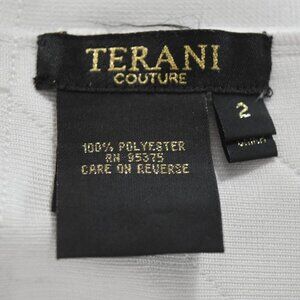 TERANI
COUTURE
2
100% POLYESTER
RN 95375
CARE ON REVERSE